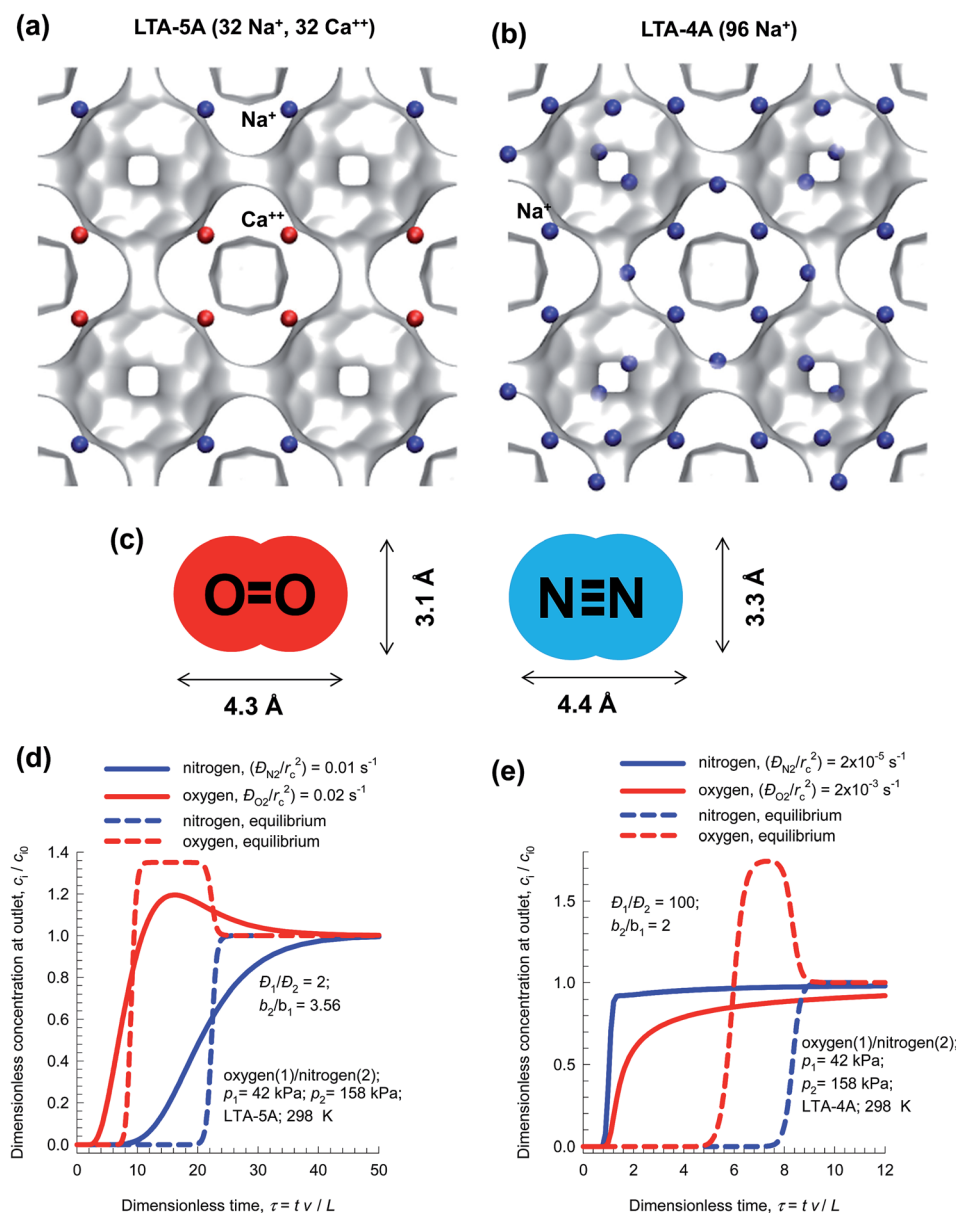 (a)
LTA-5A (32 Na⁺, 32 Ca⁺⁺)
Na⁺
Ca⁺⁺
(b)
LTA-4A (96 Na⁺)
Na⁺
(c)
O=O
3.1 Å
4.3 Å
N≡N
3.3 Å
4.4 Å
(d)
nitrogen, (Đ_N2/r_c²) = 0.01 s⁻¹
oxygen, (Đ_O2/r_c²) = 0.02 s⁻¹
nitrogen, equilibrium
oxygen, equilibrium
Dimensionless concentration at outlet, c_i / c_i0
1.4
1.2
1.0
0.8
0.6
0.4
0.2
0.0
Đ₁/Đ₂ = 2;
b₂/b₁ = 3.56
oxygen(1)/nitrogen(2);
p₁= 42 kPa; p₂= 158 kPa;
LTA-5A; 298 K
0 10 20 30 40 50
Dimensionless time, τ = t v / L
(e)
nitrogen, (Đ_N2/r_c²) = 2x10⁻⁵ s⁻¹
oxygen, (Đ_O2/r_c²) = 2x10⁻³ s⁻¹
nitrogen, equilibrium
oxygen, equilibrium
Dimensionless concentration at outlet, c_i / c_i0
1.5
1.0
0.5
0.0
Đ₁/Đ₂ = 100;
b₂/b₁ = 2
oxygen(1)/nitrogen(2);
p₁= 42 kPa;
p₂= 158 kPa;
LTA-4A; 298 K
0 2 4 6 8 10 12
Dimensionless time, τ = t v / L